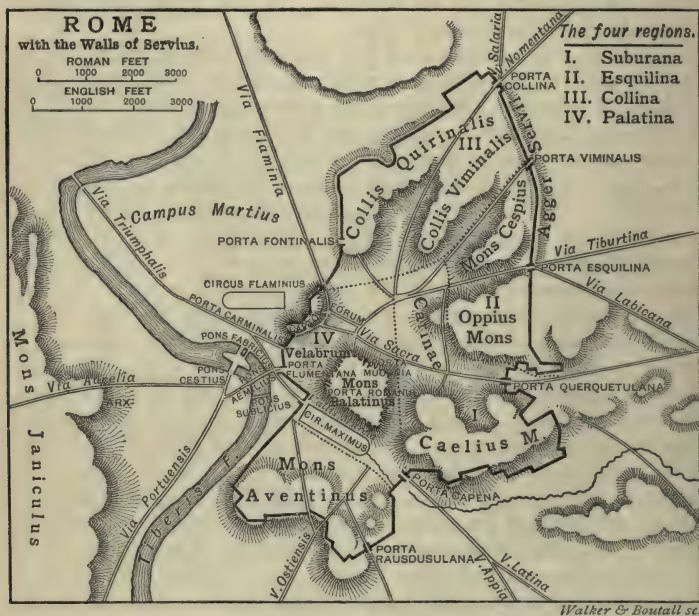 ROME
with the Walls of Servius.
ROMAN FEET
0 1000 2000 3000
ENGLISH FEET
0 1000 2000 3000
The four regions.
I. Suburana
II. Esquilina
III. Collina
IV. Palatina
V. Salaria
V. Nomentana
PORTA
COLLINA
Via Flaminia
Collis Quirinalis
III
Collis Viminalis
Mons Cespius
Agger Servii
PORTA VIMINALIS
Via Triumphalis
Campus Martius
PORTA FONTINALIS
Via Tiburtina
PORTA ESQUILINA
Via Labicana
CIRCUS FLAMINIUS
PORTA CARMINALIS
FORUM
Carinae
II
Oppius
Mons
Via Sacra
IV
Velabrum
PONS FABRICIUS
PONS
CESTIUS
PONS
AEMILIUS
PONS
SUBLICIUS
PORTA
FLUMENTANA
MUGONIA
Mons
PORTA ROMANA
Palatinus
PORTA QUERQUETULANA
I
Caelius M.
Via Aurelia
ARX
Mons
Janiculus
Via Portuensis
Tiberis F.
CIR. MAXIMUS
Mons
Aventinus
PORTA CAPENA
PORTA
RAUSDUSULANA
V. Ostiensis
V. Appia
V. Latina
Walker & Boutall sc.